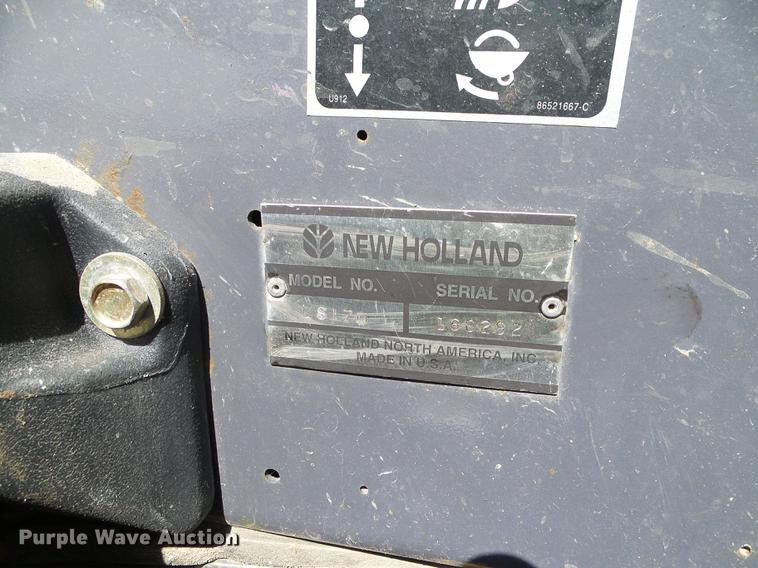 U912
86521667-C
NEW HOLLAND
MODEL NO.
SERIAL NO.
NEW HOLLAND NORTH AMERICA, INC.
MADE IN U.S.A.
Purple Wave Auction